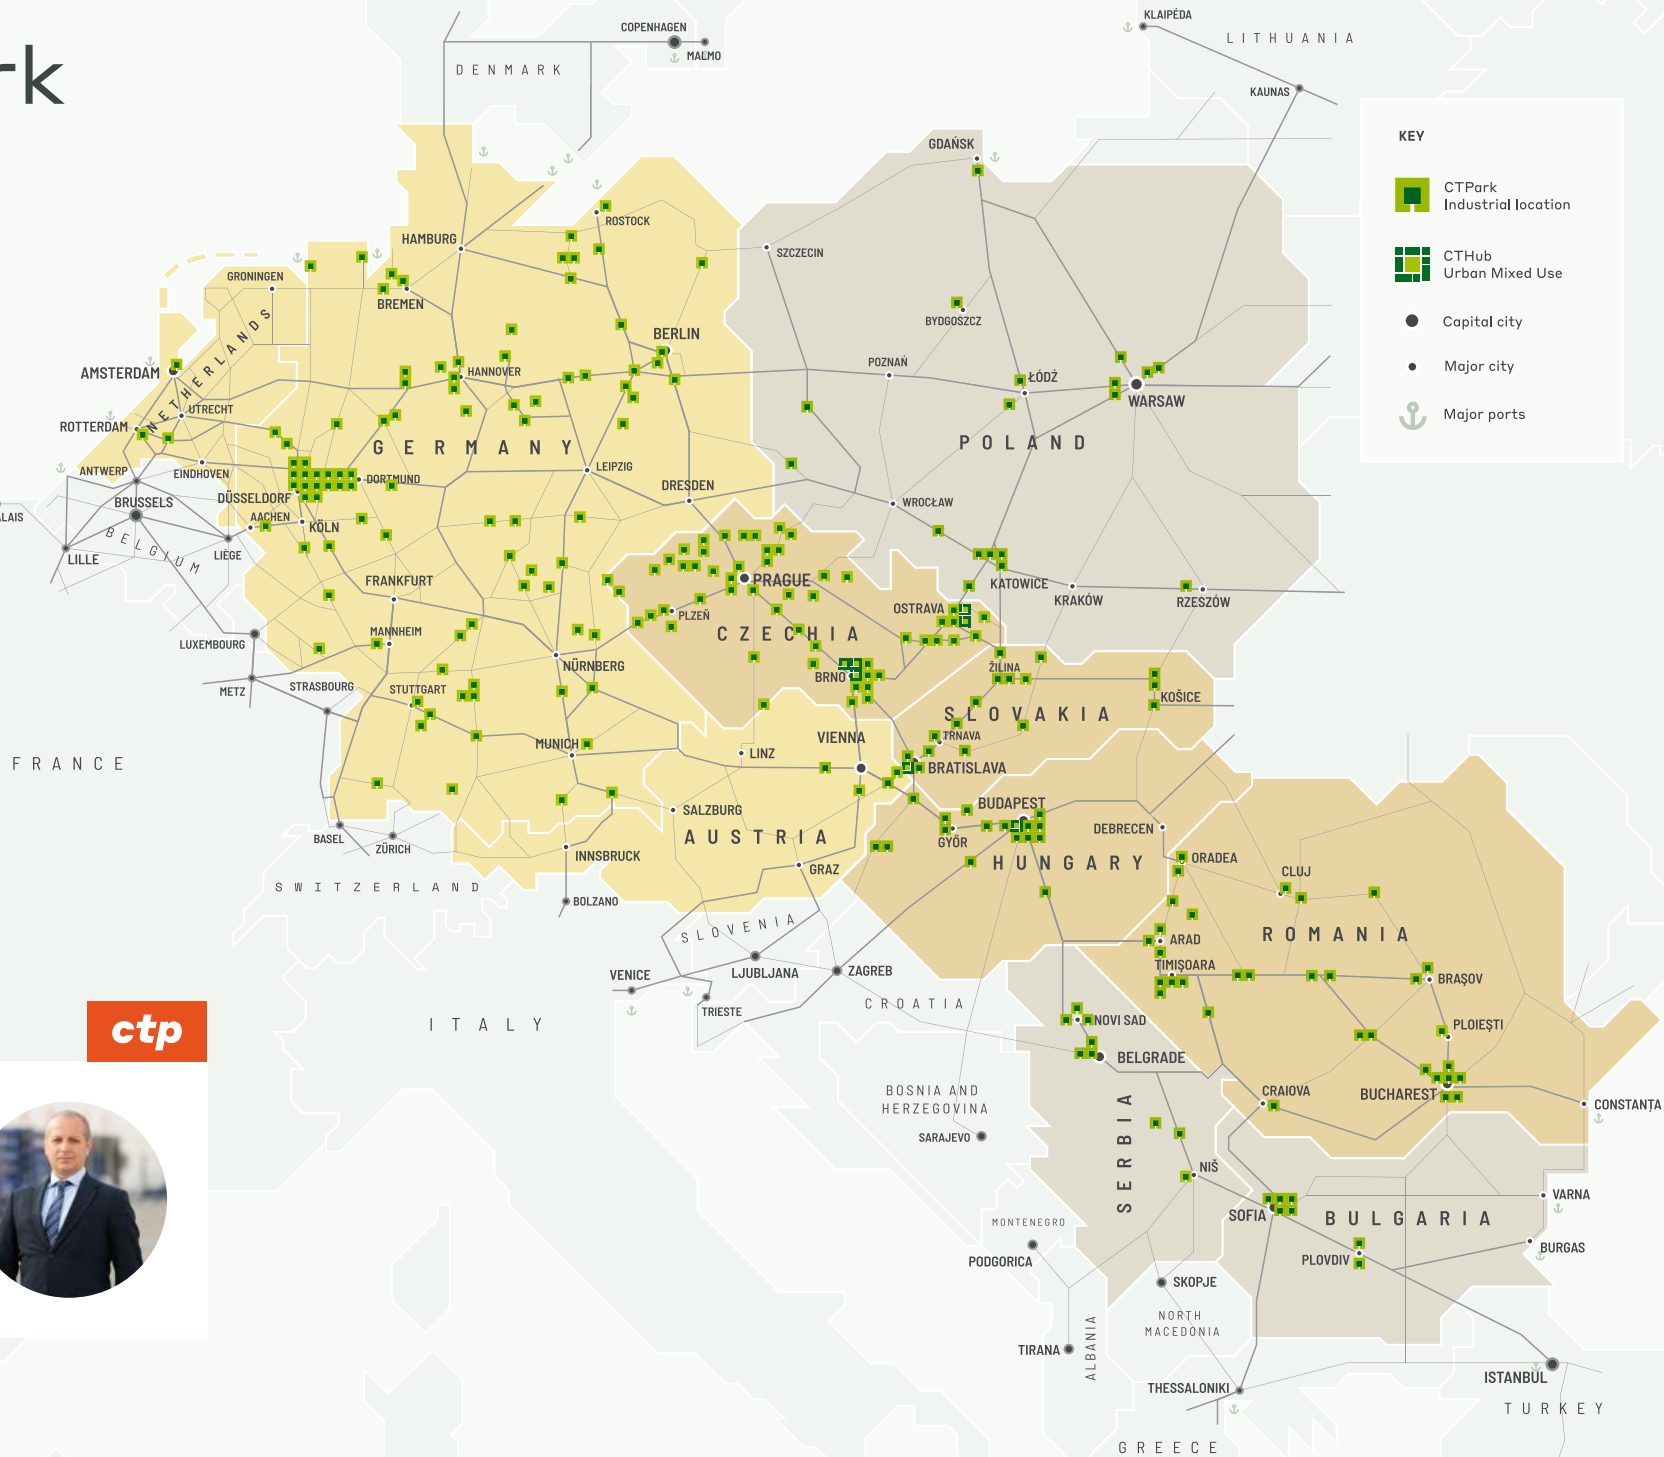 rk
COPENHAGEN
MALMO
DENMARK
KLAIPÉDA
LITHUANIA
KAUNAS
KEY
CTPark
Industrial location
CTHub
Urban Mixed Use
Capital city
Major city
Major ports
GDAŃSK
ROSTOCK
HAMBURG
SZCZECIN
GRONINGEN
BREMEN
BYDGOSZCZ
BERLIN
NETHERLANDS
AMSTERDAM
HANNOVER
POZNAŃ
ŁÓDŹ
WARSAW
UTRECHT
ROTTERDAM
GERMANY
POLAND
ANTWERP
EINDHOVEN
DORTMUND
LEIPZIG
DRESDEN
DÜSSELDORF
BRUSSELS
WROCŁAW
ALAIS
AACHEN
KÖLN
BELGIUM
LIÈGE
LILLE
FRANKFURT
PRAGUE
KATOWICE
KRAKÓW
RZESZÓW
OSTRAVA
PLZEŇ
CZECHIA
MANNHEIM
LUXEMBOURG
NÜRNBERG
ŽILINA
BRNO
METZ
STRASBOURG
STUTTGART
KOŠICE
SLOVAKIA
TRNAVA
VIENNA
MUNICH
LINZ
FRANCE
BRATISLAVA
BUDAPEST
SALZBURG
AUSTRIA
DEBRECEN
BASEL
ZÜRICH
GYŐR
INNSBRUCK
HUNGARY
ORADEA
GRAZ
CLUJ
SWITZERLAND
BOLZANO
SLOVENIA
ROMANIA
ARAD
TIMIȘOARA
VENICE
LJUBLJANA
ZAGREB
BRAȘOV
CROATIA
TRIESTE
ITALY
NOVI SAD
PLOIEȘTI
ctp
BELGRADE
BOSNIA AND
HERZEGOVINA
CRAIOVA
BUCHAREST
CONSTANȚA
SARAJEVO
SERBIA
NIŠ
VARNA
SOFIA
BULGARIA
MONTENEGRO
PODGORICA
PLOVDIV
BURGAS
SKOPJE
NORTH
MACEDONIA
TIRANA
ALBANIA
ISTANBUL
THESSALONIKI
TURKEY
GREECE